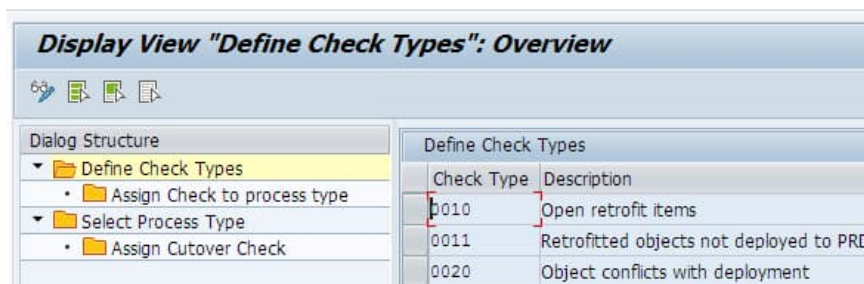 Display View "Define Check Types": Overview
Dialog Structure
Define Check Types
Assign Check to process type
Select Process Type
Assign Cutover Check
Define Check Types
Check Type Description
0010 Open retrofit items
0011 Retrofitted objects not deployed to PRD
0020 Object conflicts with deployment